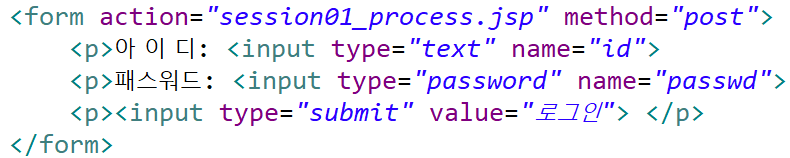 <form action="session01_process.jsp" method="post">
<p>아 이 디: <input type="text" name="id">
<p>패스워드: <input type="password" name="passwd">
<p><input type="submit" value="로그인"> </p>
</form>